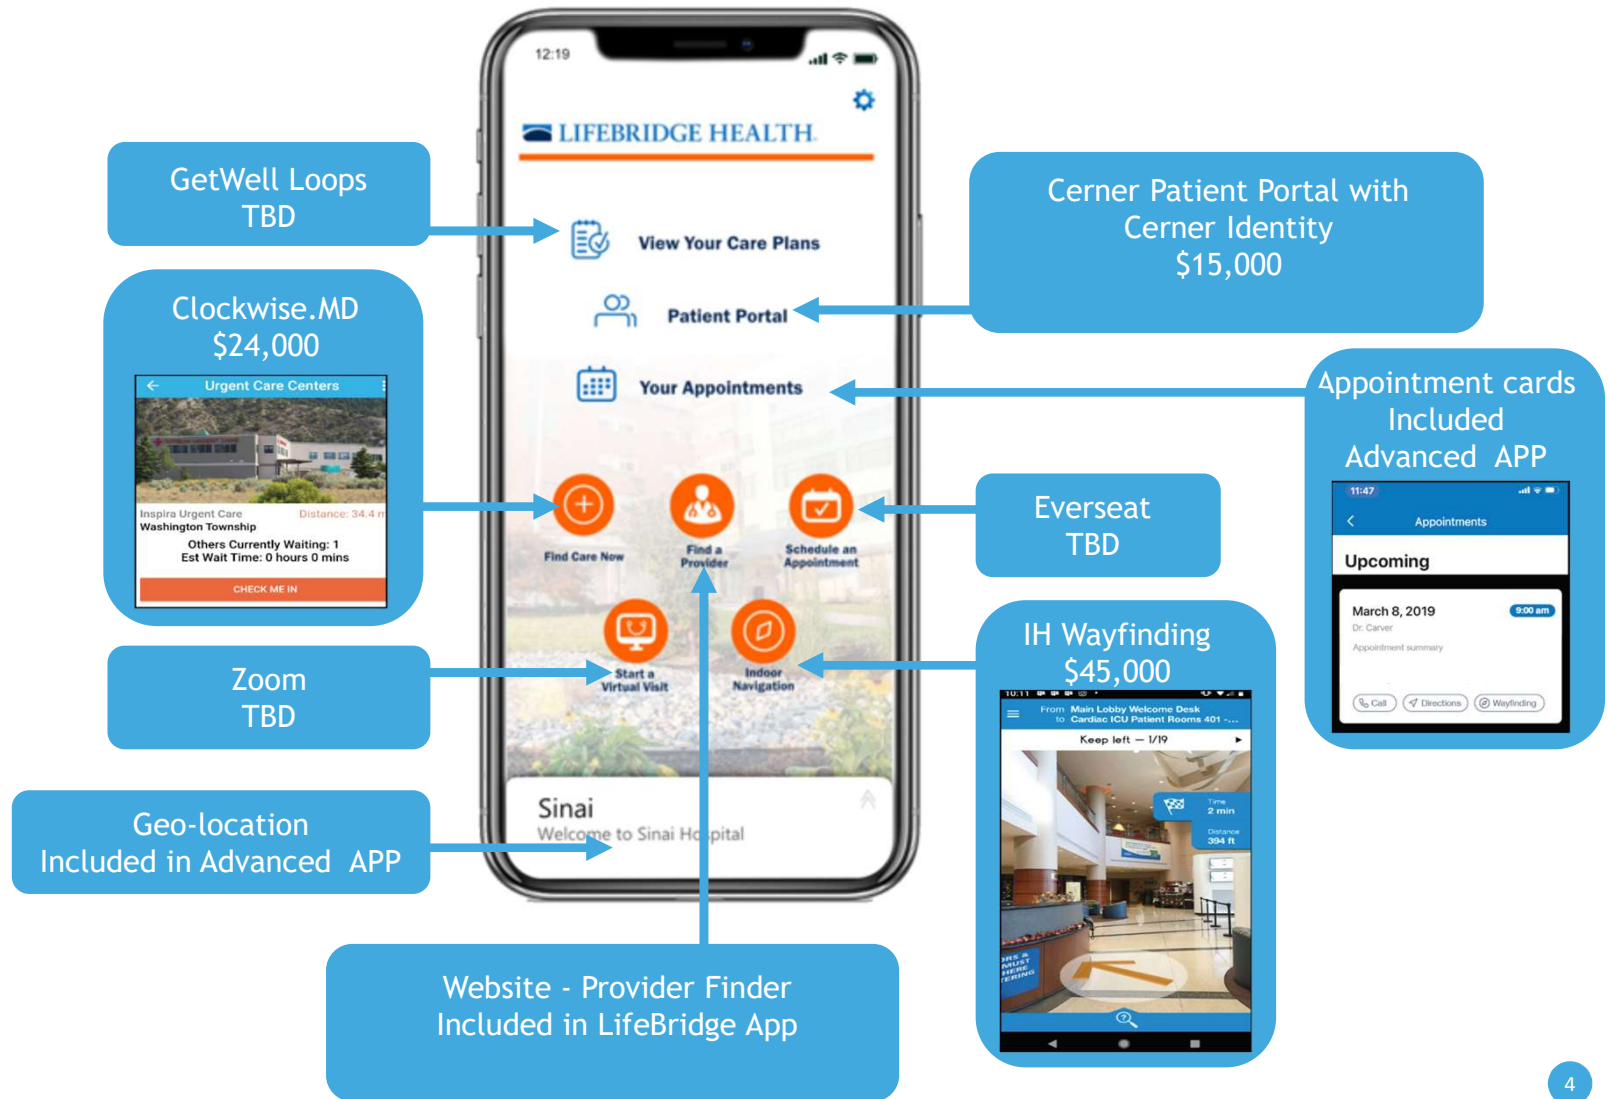 12:19
LIFEBRIDGE HEALTH.
GetWell Loops
TBD
View Your Care Plans
Cerner Patient Portal with
Cerner Identity
$15,000
Patient Portal
Clockwise.MD
$24,000
Urgent Care Centers
Inspira Urgent Care
Distance: 34.4 m
Washington Township
Others Currently Waiting: 1
Est Wait Time: 0 hours 0 mins
CHECK ME IN
Your Appointments
Appointment cards
Included
Advanced APP
11:47
Appointments
Upcoming
March 8, 2019
9:00 am
Dr. Carver
Appointment summary
Call
Directions
Wayfinding
Find Care Now
Find a
Provider
Schedule an
Appointment
Everseat
TBD
Start a
Virtual Visit
Indoor
Navigation
Zoom
TBD
IH Wayfinding
$45,000
10:11
From Main Lobby Welcome Desk
to Cardiac ICU Patient Rooms 401 -...
Keep left — 1/19
Time
2 min
Distance
394 ft
ORS &
MUST
HERE
TERING
Sinai
Welcome to Sinai Hospital
Geo-location
Included in Advanced APP
Website - Provider Finder
Included in LifeBridge App
4